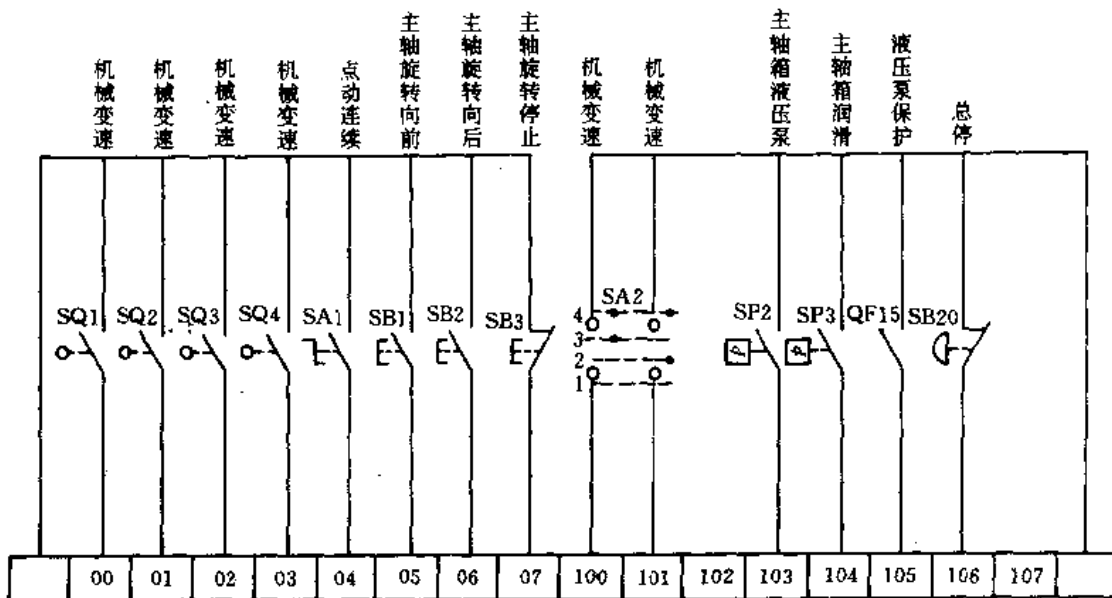 机械变速
机械变速
机械变速
机械变速
点动连续
主轴旋转向前
主轴旋转向后
主轴旋转停止
机械变速
机械变速
主轴箱液压泵
主轴箱润滑
液压泵保护
总停
SQ1
SQ2
SQ3
SQ4
SA1
SB1
SB2
SB3
SA2
4
3
2
1
SP2
P
SP3
P
QF15
SB20
00
01
02
03
04
05
06
07
100
101
102
103
104
105
106
107